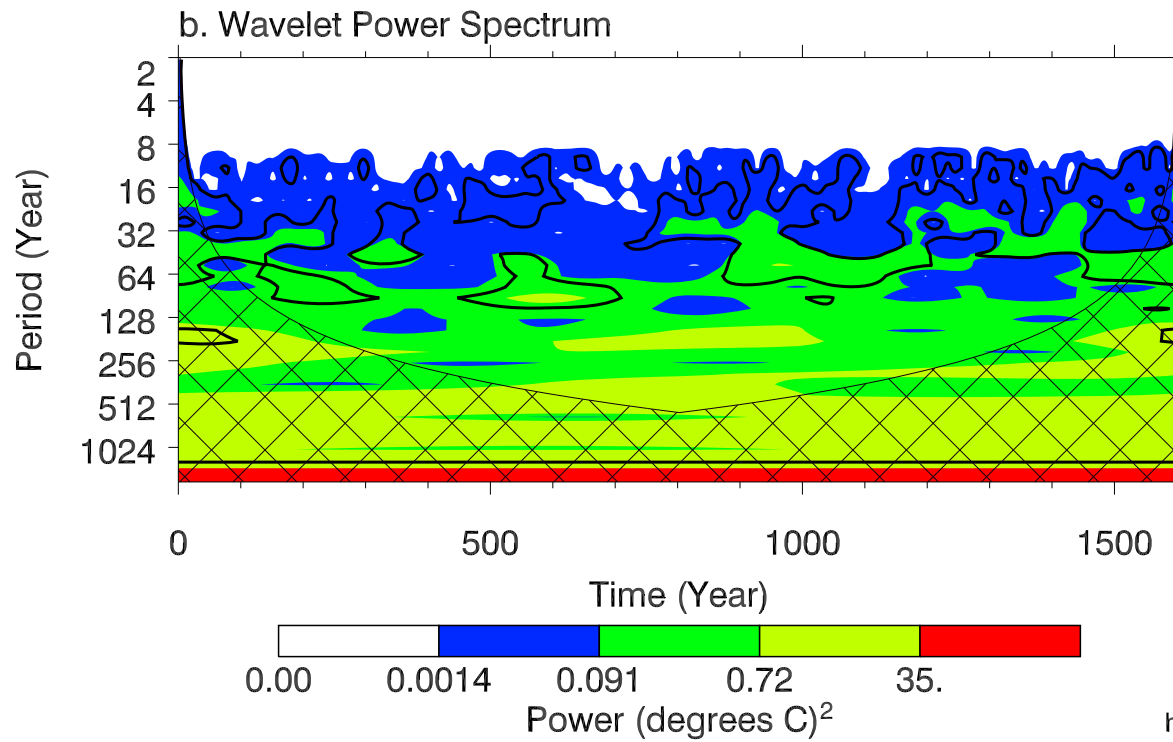 b. Wavelet Power Spectrum
Period (Year)
2
4
8
16
32
64
128
256
512
1024
0 500 1000 1500
Time (Year)
0.00 0.0014 0.091 0.72 35.
Power (degrees C)²